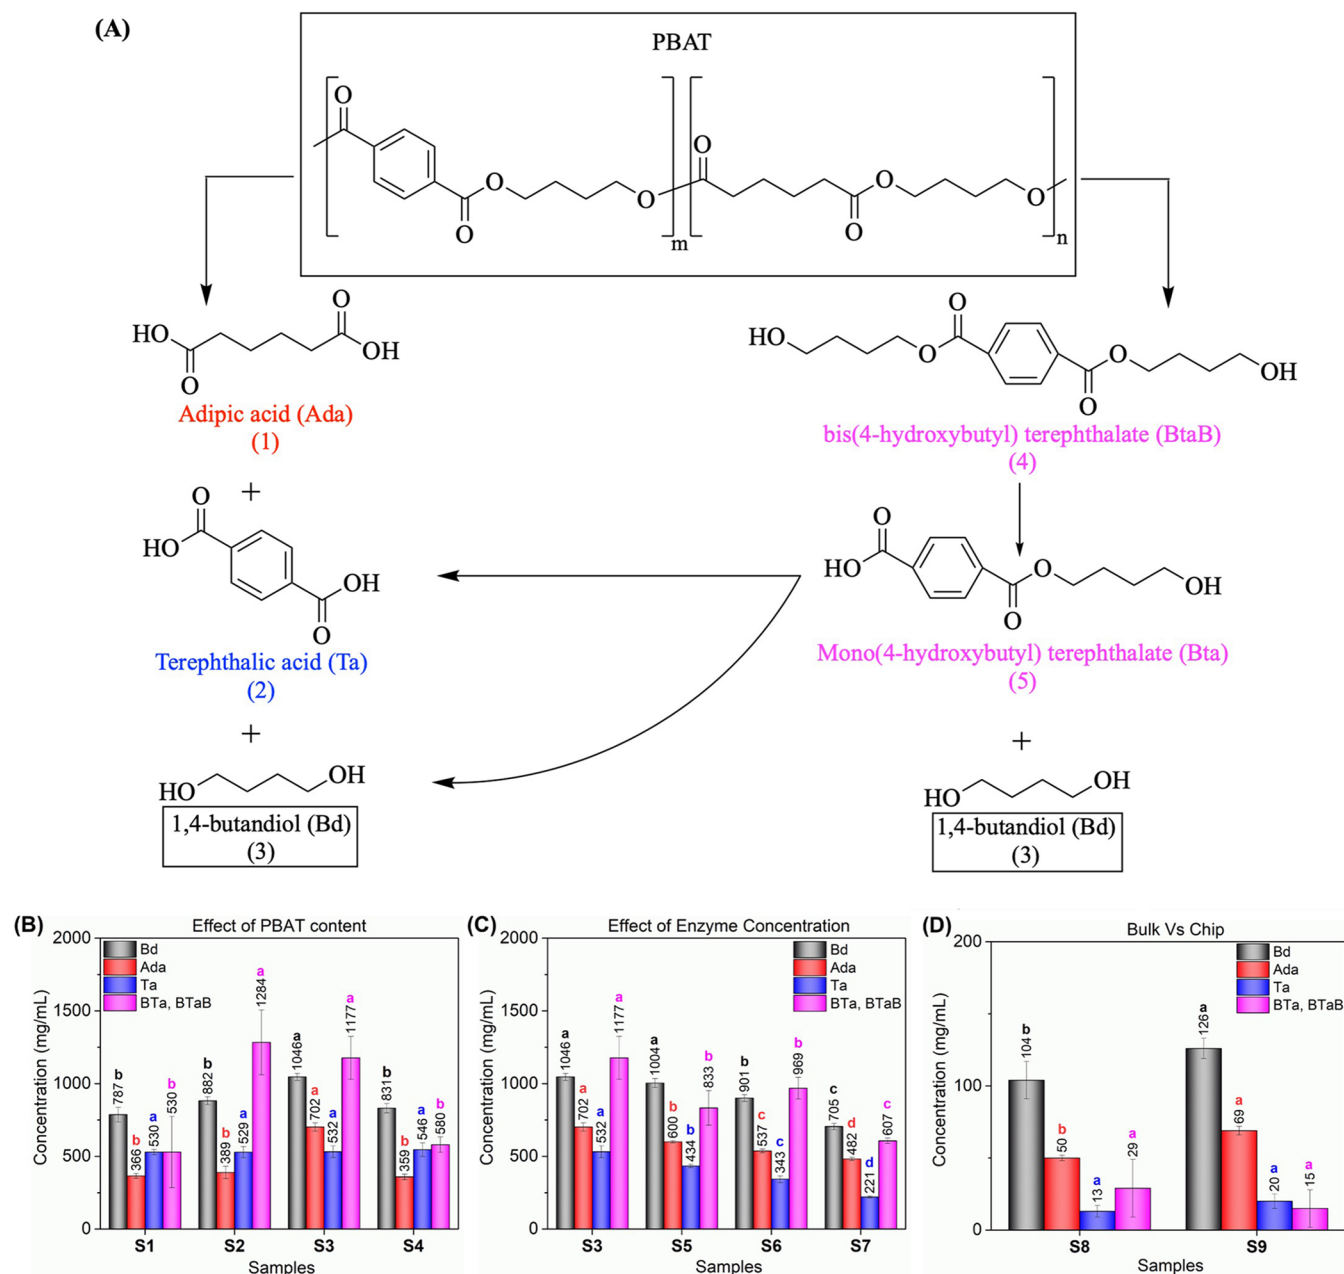 (A)
PBAT
O
O
O
O
m
O
O
O
O
n
O
HO
OH
O
Adipic acid (Ada)
(1)
+
O
HO
OH
O
Terephthalic acid (Ta)
(2)
+
HO
OH
1,4-butandiol (Bd)
(3)
HO
O
O
O
O
OH
bis(4-hydroxybutyl) terephthalate (BtaB)
(4)
O
HO
O
O
OH
Mono(4-hydroxybutyl) terephthalate (Bta)
(5)
+
HO
OH
1,4-butandiol (Bd)
(3)
(B)
Effect of PBAT content
Concentration (mg/mL)
2000
1500
1000
500
0
Bd
Ada
Ta
BTa, BTaB
b
787
b
366
a
530
b
530
b
882
b
389
a
529
a
1284
a
1046
a
702
a
532
a
1177
b
831
b
359
a
546
b
580
S1 S2 S3 S4
Samples
(C)
Effect of Enzyme Concentration
Concentration (mg/mL)
2000
1500
1000
500
0
Bd
Ada
Ta
BTa, BTaB
a
1046
a
702
a
532
a
1177
a
1004
b
600
b
434
b
833
b
901
c
537
c
343
b
969
c
705
d
482
d
221
c
607
S3 S5 S6 S7
Samples
(D)
Bulk Vs Chip
Concentration (mg/mL)
200
100
0
Bd
Ada
Ta
BTa, BTaB
b
104
b
50
a
13
a
29
a
126
a
69
a
20
a
15
S8 S9
Samples